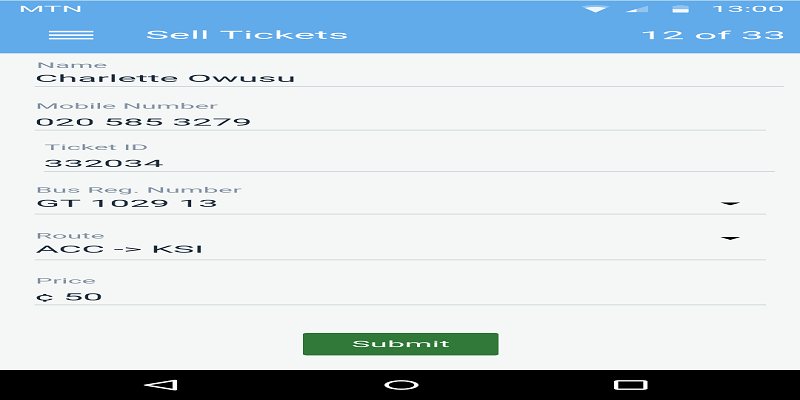 MTN 13:00
Sell Tickets 12 of 33
Name
Charlette Owusu
Mobile Number
020 585 3279
Ticket ID
332034
Bus Reg. Number
GT 1029 13
Route
ACC -> KSI
Price
¢ 50
Submit